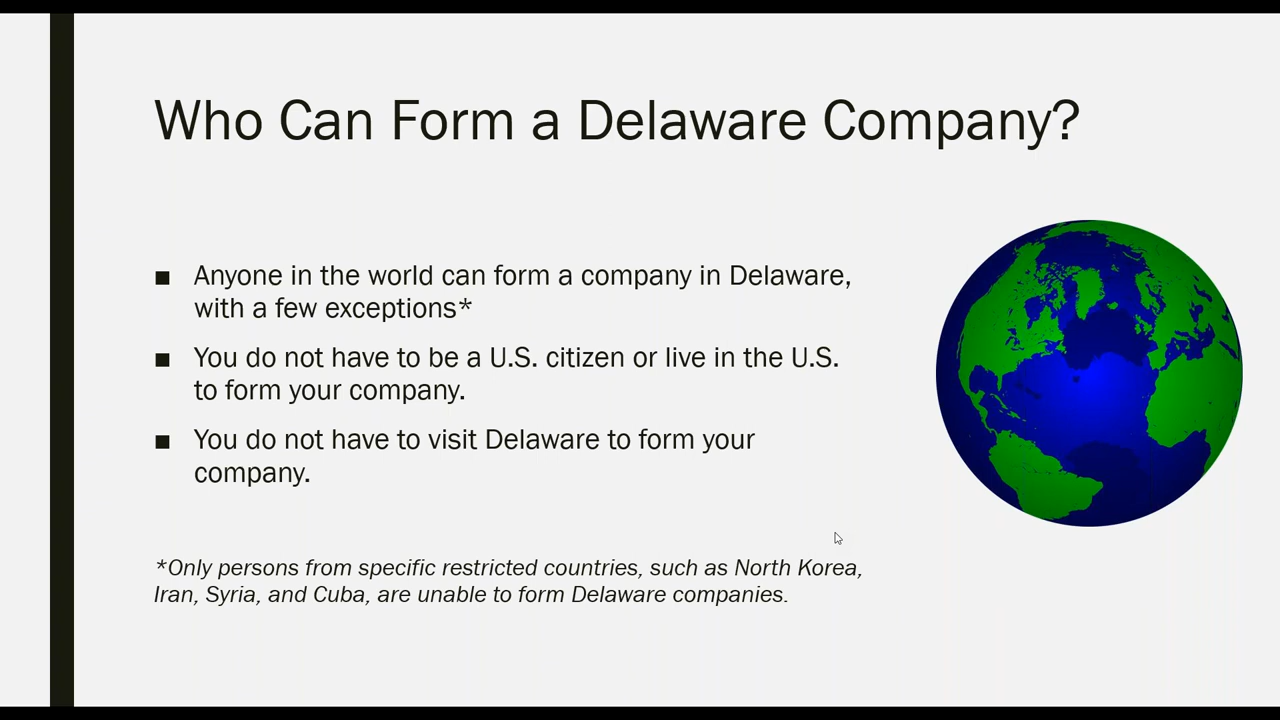 Who Can Form a Delaware Company?
■ Anyone in the world can form a company in Delaware,
with a few exceptions*
■ You do not have to be a U.S. citizen or live in the U.S.
to form your company.
■ You do not have to visit Delaware to form your
company.
*Only persons from specific restricted countries, such as North Korea,
Iran, Syria, and Cuba, are unable to form Delaware companies.